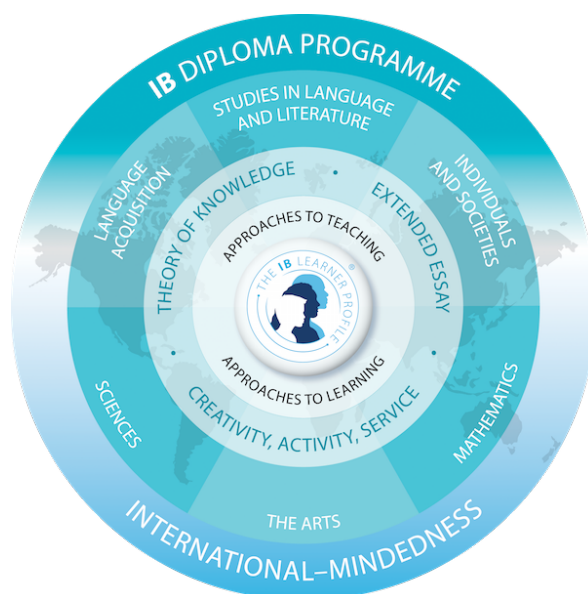 IB DIPLOMA PROGRAMME
STUDIES IN LANGUAGE
AND LITERATURE
LANGUAGE
ACQUISITION
INDIVIDUALS
AND SOCIETIES
THEORY OF KNOWLEDGE
•
EXTENDED ESSAY
•
APPROACHES TO TEACHING
• THE IB LEARNER PROFILE •
®
APPROACHES TO LEARNING
•
CREATIVITY, ACTIVITY, SERVICE
SCIENCES
MATHEMATICS
THE ARTS
INTERNATIONAL–MINDEDNESS